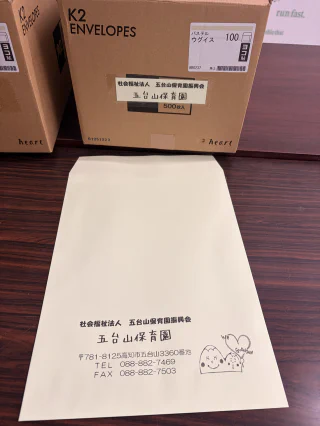 K2
ENVELOPES
パステル
ウグイス
100
社会福祉法人 五台山保育園振興会
五台山保育園
500枚入
heart
heart
run fast.
社会福祉法人 五台山保育園振興会
五台山保育園
〒781-8125高知市五台山3360番地
TEL 088-882-7469
FAX 088-882-7503